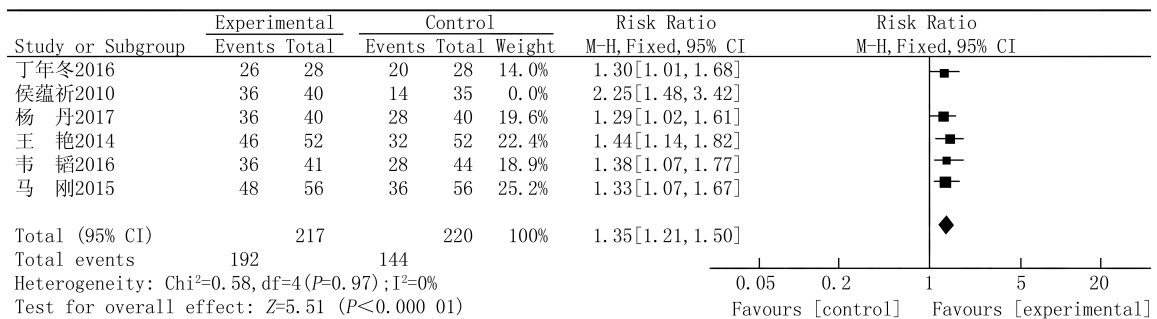 Experimental Control Risk Ratio Risk Ratio
Study or Subgroup Events Total Events Total Weight M-H,Fixed,95% CI M-H,Fixed,95% CI
丁年冬2016 26 28 20 28 14.0% 1.30[1.01,1.68]
侯蕴祈2010 36 40 14 35 0.0% 2.25[1.48,3.42]
杨 丹2017 36 40 28 40 19.6% 1.29[1.02,1.61]
王 艳2014 46 52 32 52 22.4% 1.44[1.14,1.82]
韦 韬2016 36 41 28 44 18.9% 1.38[1.07,1.77]
马 刚2015 48 56 36 56 25.2% 1.33[1.07,1.67]
Total (95% CI) 217 220 100% 1.35[1.21,1.50]
Total events 192 144
Heterogeneity: Chi²=0.58,df=4(P=0.97);I²=0%
Test for overall effect: Z=5.51 (P<0.000 01)
0.05 0.2 1 5 20
Favours [control] Favours [experimental]